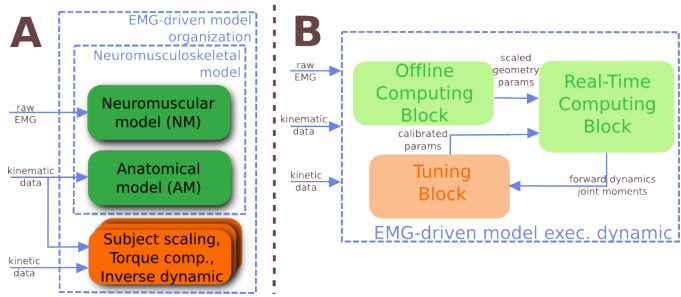 A
EMG-driven model
organization
Neuromusculoskeletal
model
raw
EMG
Neuromuscular
model (NM)
kinematic
data
Anatomical
model (AM)
kinetic
data
Subject scaling,
Torque comp.,
Inverse dynamic
B
raw
EMG
kinematic
data
kinetic
data
Offline
Computing
Block
scaled
geometry
params
Real-Time
Computing
Block
calibrated
params
Tuning
Block
forward dynamics
joint moments
EMG-driven model exec. dynamic